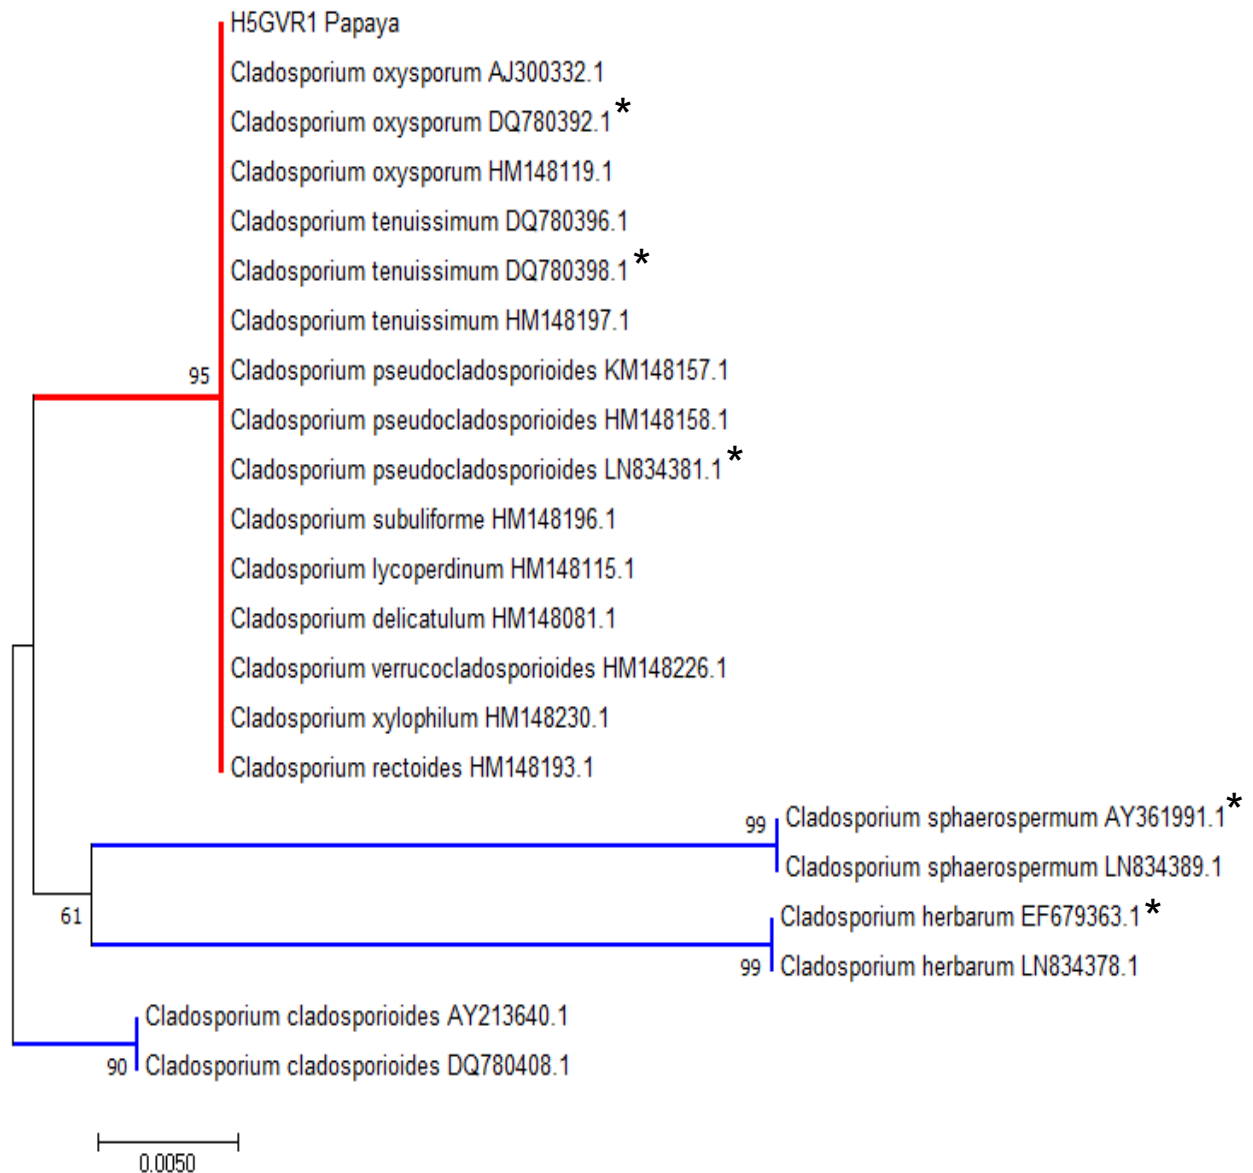 H5GVR1 Papaya
Cladosporium oxysporum AJ300332.1
Cladosporium oxysporum DQ780392.1*
Cladosporium oxysporum HM148119.1
Cladosporium tenuissimum DQ780396.1
Cladosporium tenuissimum DQ780398.1*
Cladosporium tenuissimum HM148197.1
95
Cladosporium pseudocladosporioides KM148157.1
Cladosporium pseudocladosporioides HM148158.1
Cladosporium pseudocladosporioides LN834381.1*
Cladosporium subuliforme HM148196.1
Cladosporium lycoperdinum HM148115.1
Cladosporium delicatulum HM148081.1
Cladosporium verrucocladosporioides HM148226.1
Cladosporium xylophilum HM148230.1
Cladosporium rectoides HM148193.1
99
Cladosporium sphaerospermum AY361991.1*
Cladosporium sphaerospermum LN834389.1
61
Cladosporium herbarum EF679363.1*
99
Cladosporium herbarum LN834378.1
Cladosporium cladosporioides AY213640.1
90
Cladosporium cladosporioides DQ780408.1
0.0050